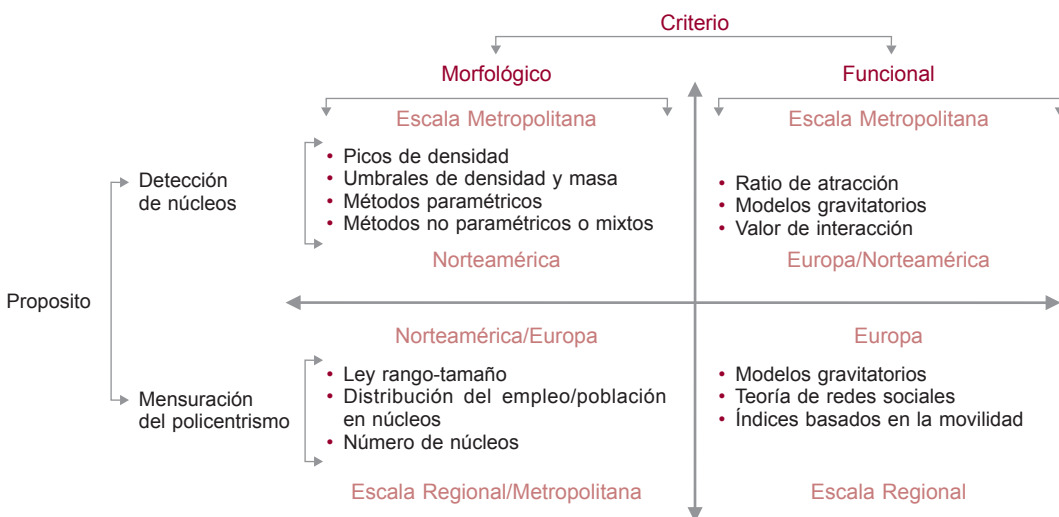 Criterio
Morfológico
Funcional
Escala Metropolitana
Escala Metropolitana
Detección
de núcleos
• Picos de densidad
• Umbrales de densidad y masa
• Métodos paramétricos
• Métodos no paramétricos o mixtos
• Ratio de atracción
• Modelos gravitatorios
• Valor de interacción
Norteamérica
Europa/Norteamérica
Proposito
Norteamérica/Europa
Europa
Mensuración
del policentrismo
• Ley rango-tamaño
• Distribución del empleo/población
en núcleos
• Número de núcleos
• Modelos gravitatorios
• Teoría de redes sociales
• Índices basados en la movilidad
Escala Regional/Metropolitana
Escala Regional